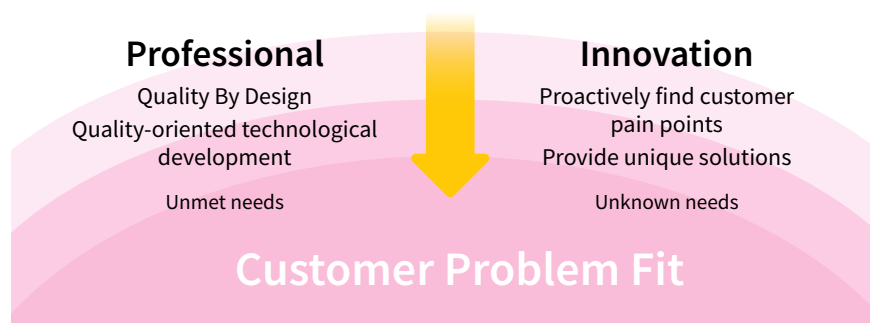 Professional
Quality By Design
Quality-oriented technological
development
Unmet needs
Innovation
Proactively find customer
pain points
Provide unique solutions
Unknown needs
Customer Problem Fit